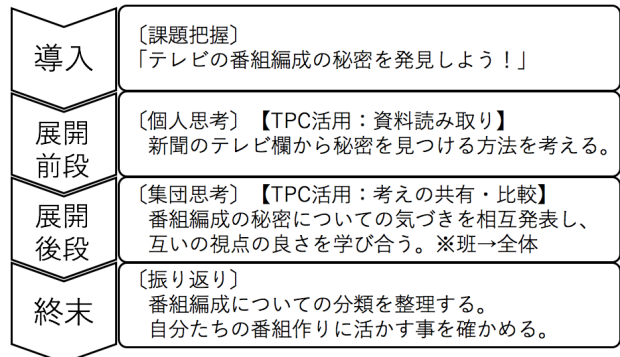 導入
〔課題把握〕
「テレビの番組編成の秘密を発見しよう！」
展開
前段
〔個人思考〕【TPC活用：資料読み取り】
新聞のテレビ欄から秘密を見つける方法を考える。
展開
後段
〔集団思考〕【TPC活用：考えの共有・比較】
番組編成の秘密についての気づきを相互発表し、
互いの視点の良さを学び合う。※班→全体
終末
〔振り返り〕
番組編成についての分類を整理する。
自分たちの番組作りに活かす事を確かめる。